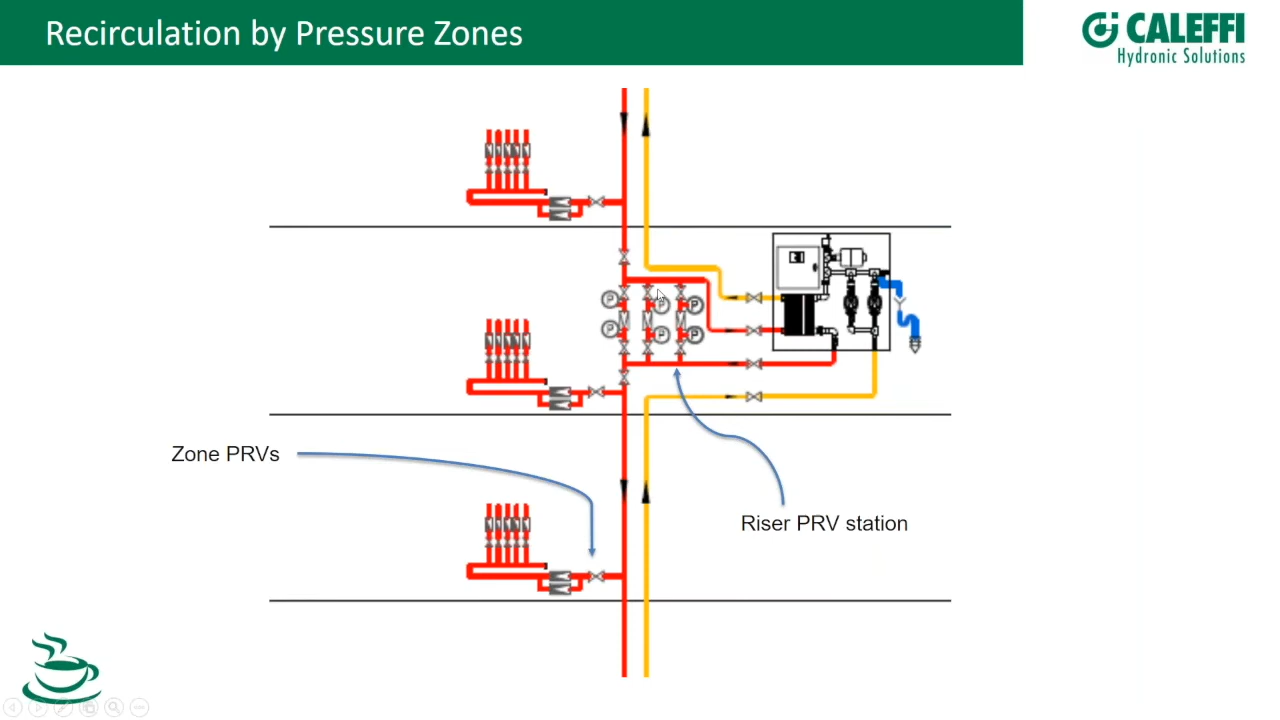 Recirculation by Pressure Zones
CALEFFI
Hydronic Solutions
P
P
P
P
P
P
Zone PRVs
Riser PRV station